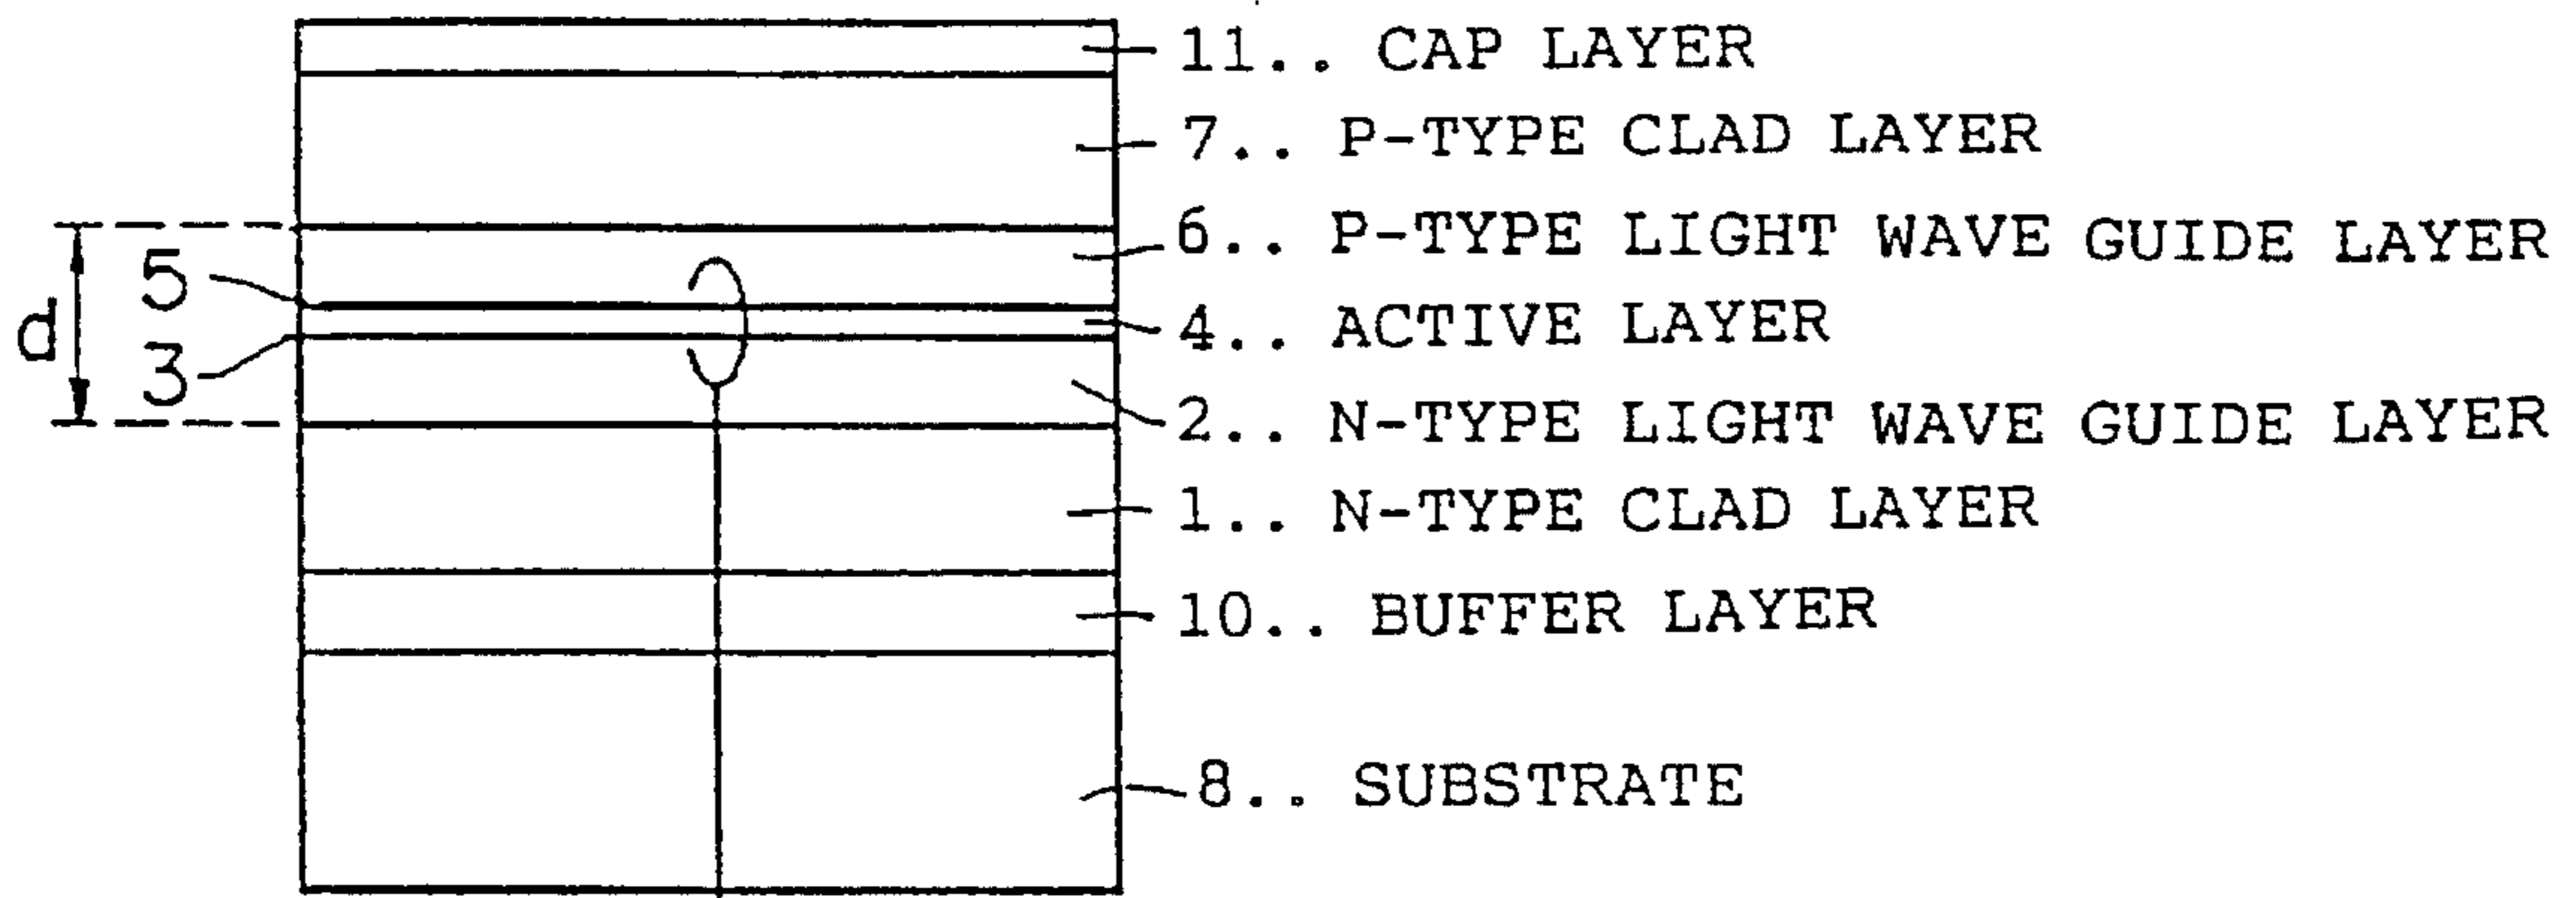 11.. CAP LAYER
7.. P-TYPE CLAD LAYER
6.. P-TYPE LIGHT WAVE GUIDE LAYER
5
4.. ACTIVE LAYER
d
3
2.. N-TYPE LIGHT WAVE GUIDE LAYER
1.. N-TYPE CLAD LAYER
10.. BUFFER LAYER
8.. SUBSTRATE